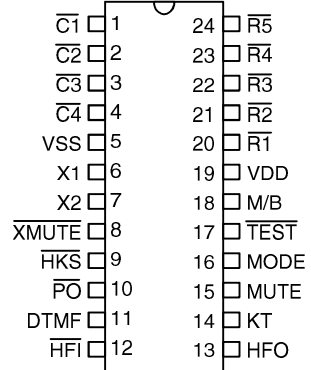 C1 1 24 R5
C2 2 23 R4
C3 3 22 R3
C4 4 21 R2
VSS 5 20 R1
X1 6 19 VDD
X2 7 18 M/B
XMUTE 8 17 TEST
HKS 9 16 MODE
PO 10 15 MUTE
DTMF 11 14 KT
HFI 12 13 HFO